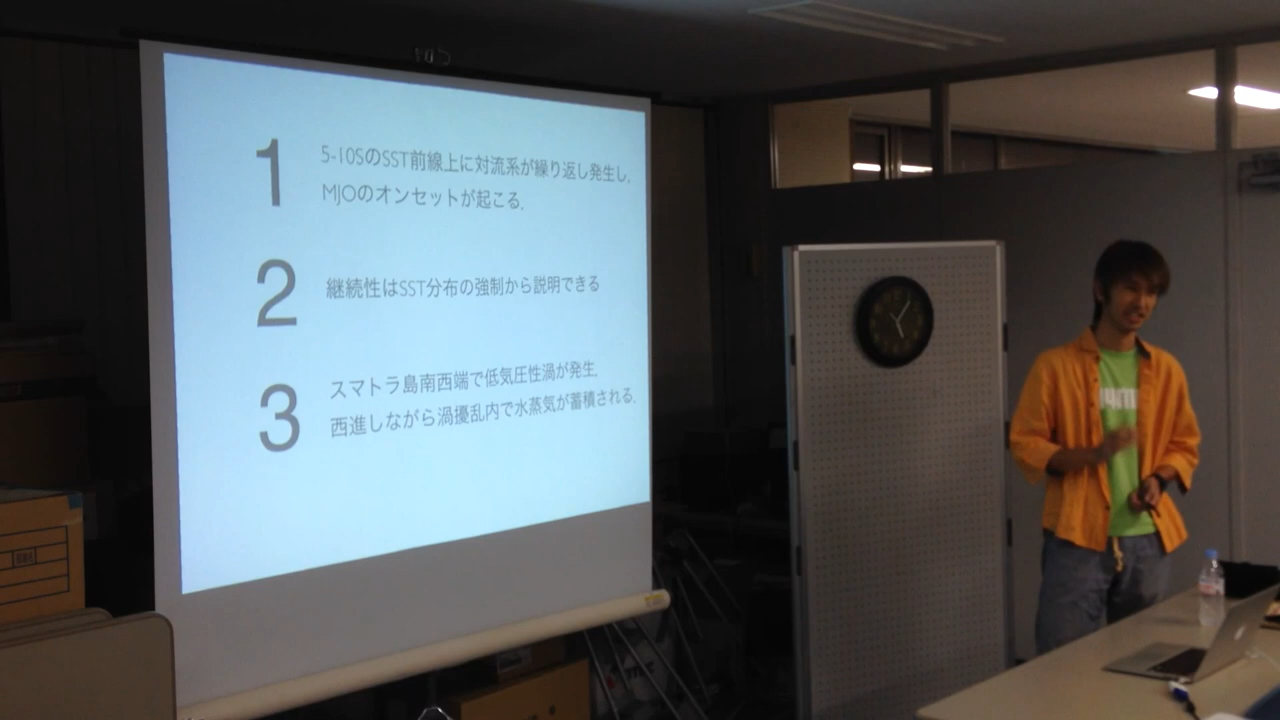 1
5-10SのSST前線上に対流系が繰り返し発生し,
MJOのオンセットが起こる.
2
継続性はSST分布の強制から説明できる
3
スマトラ島南西端で低気圧性渦が発生.
西進しながら渦擾乱内で水蒸気が蓄積される.